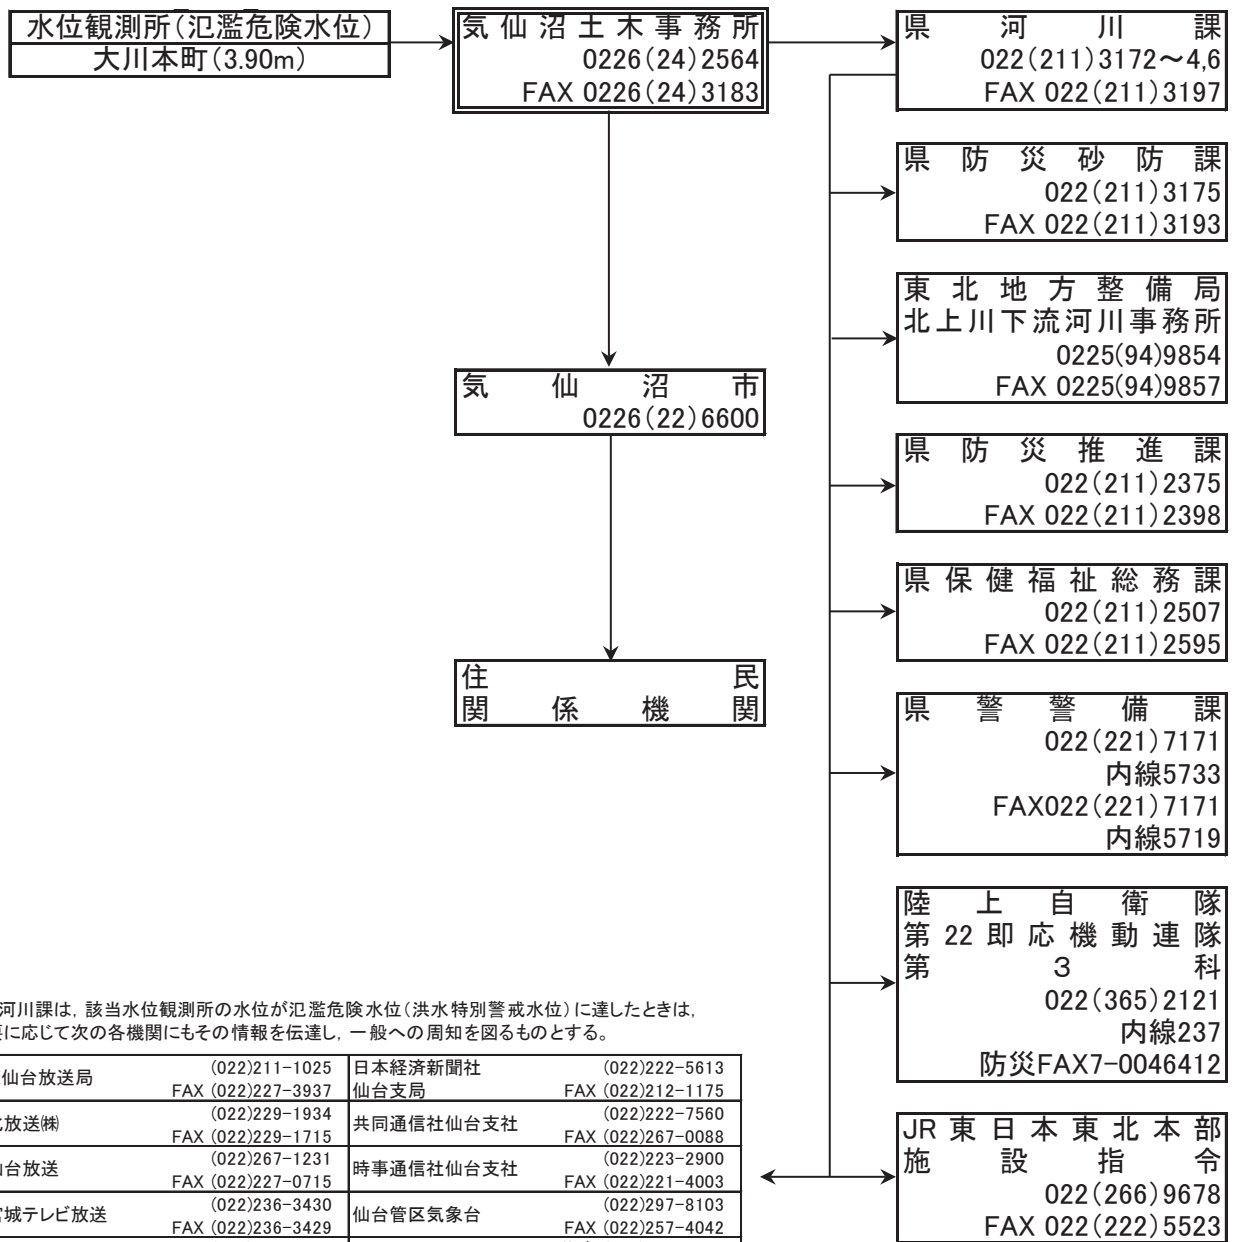 水位観測所(氾濫危険水位)
大川本町(3.90m)
気仙沼土木事務所
0226(24)2564
FAX 0226(24)3183
気仙沼市
0226(22)6600
住民
関係機関
県河川課
022(211)3172～4,6
FAX 022(211)3197
県防災砂防課
022(211)3175
FAX 022(211)3193
東北地方整備局
北上川下流河川事務所
0225(94)9854
FAX 0225(94)9857
県防災推進課
022(211)2375
FAX 022(211)2398
県保健福祉総務課
022(211)2507
FAX 022(211)2595
県警警備課
022(221)7171
内線5733
FAX022(221)7171
内線5719
陸上自衛隊
第22即応機動連隊
第3科
022(365)2121
内線237
防災FAX7-0046412
JR東日本東北本部
施設指令
022(266)9678
FAX 022(222)5523
河川課は，該当水位観測所の水位が氾濫危険水位(洪水特別警戒水位)に達したときは，
に応じて次の各機関にもその情報を伝達し，一般への周知を図るものとする。
仙台放送局 (022)211-1025
FAX (022)227-3937
日本経済新聞社 (022)222-5613
仙台支局 FAX (022)212-1175
放送㈱ (022)229-1934
FAX (022)229-1715
共同通信社仙台支社 (022)222-7560
FAX (022)267-0088
台放送 (022)267-1231
FAX (022)227-0715
時事通信社仙台支社 (022)223-2900
FAX (022)221-4003
城テレビ放送 (022)236-3430
FAX (022)236-3429
仙台管区気象台 (022)297-8103
FAX (022)257-4042